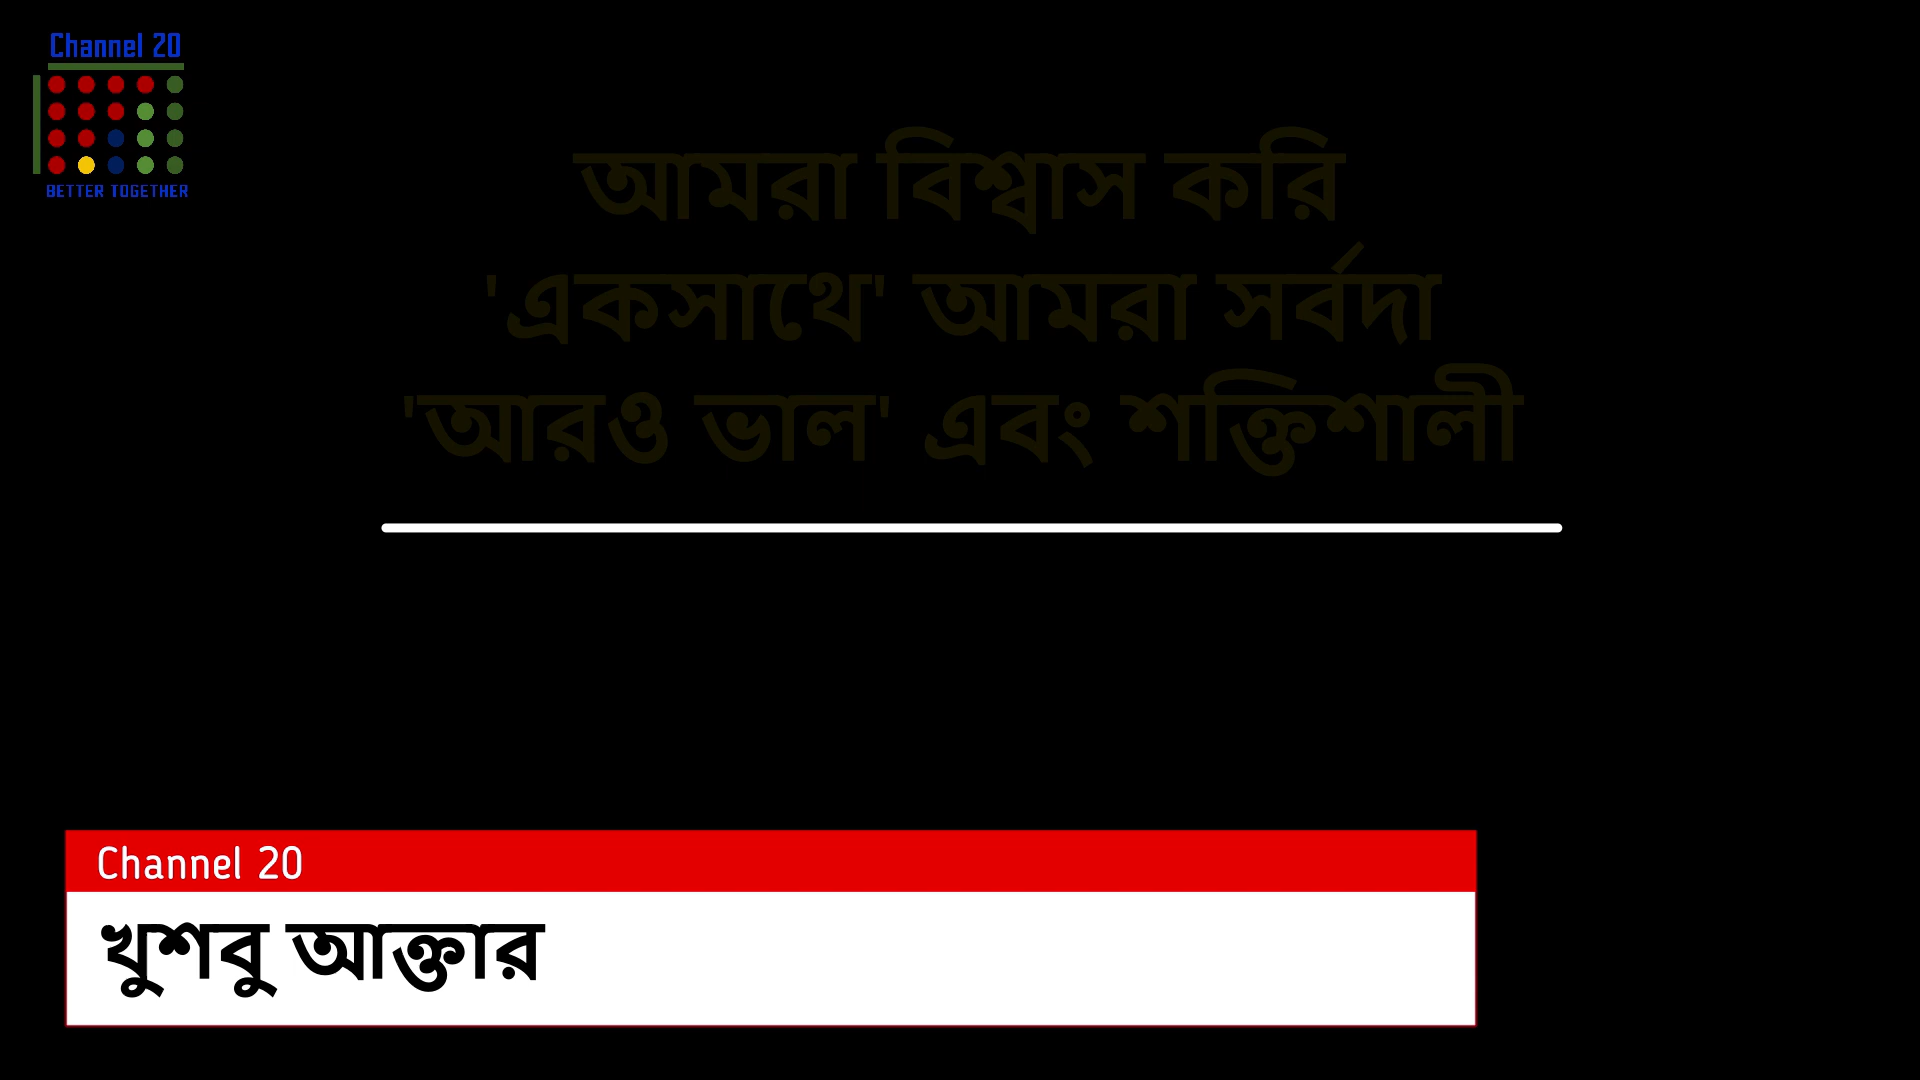 Channel 20
BETTER TOGETHER
আমরা বিশ্বাস করি
'একসাথে' আমরা সর্বদা
'আরও ভাল' এবং শক্তিশালী
Channel 20
খুশবু আক্তার